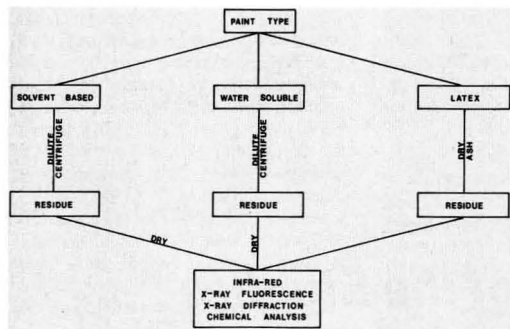 PAINT TYPE
SOLVENT BASED
WATER SOLUBLE
LATEX
DILUTE
CENTRIFUGE
DILUTE
CENTRIFUGE
DRY
ASH
RESIDUE
RESIDUE
RESIDUE
DRY
DRY
INFRA-RED
X-RAY FLUORESCENCE
X-RAY DIFFRACTION
CHEMICAL ANALYSIS